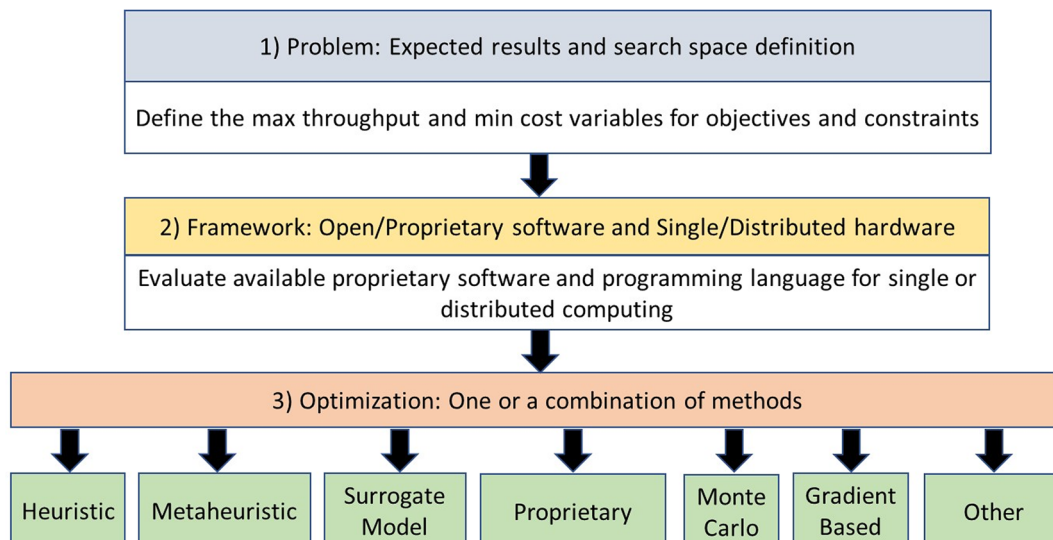 1) Problem: Expected results and search space definition
Define the max throughput and min cost variables for objectives and constraints
2) Framework: Open/Proprietary software and Single/Distributed hardware
Evaluate available proprietary software and programming language for single or
distributed computing
3) Optimization: One or a combination of methods
Heuristic
Metaheuristic
Surrogate
Model
Proprietary
Monte
Carlo
Gradient
Based
Other